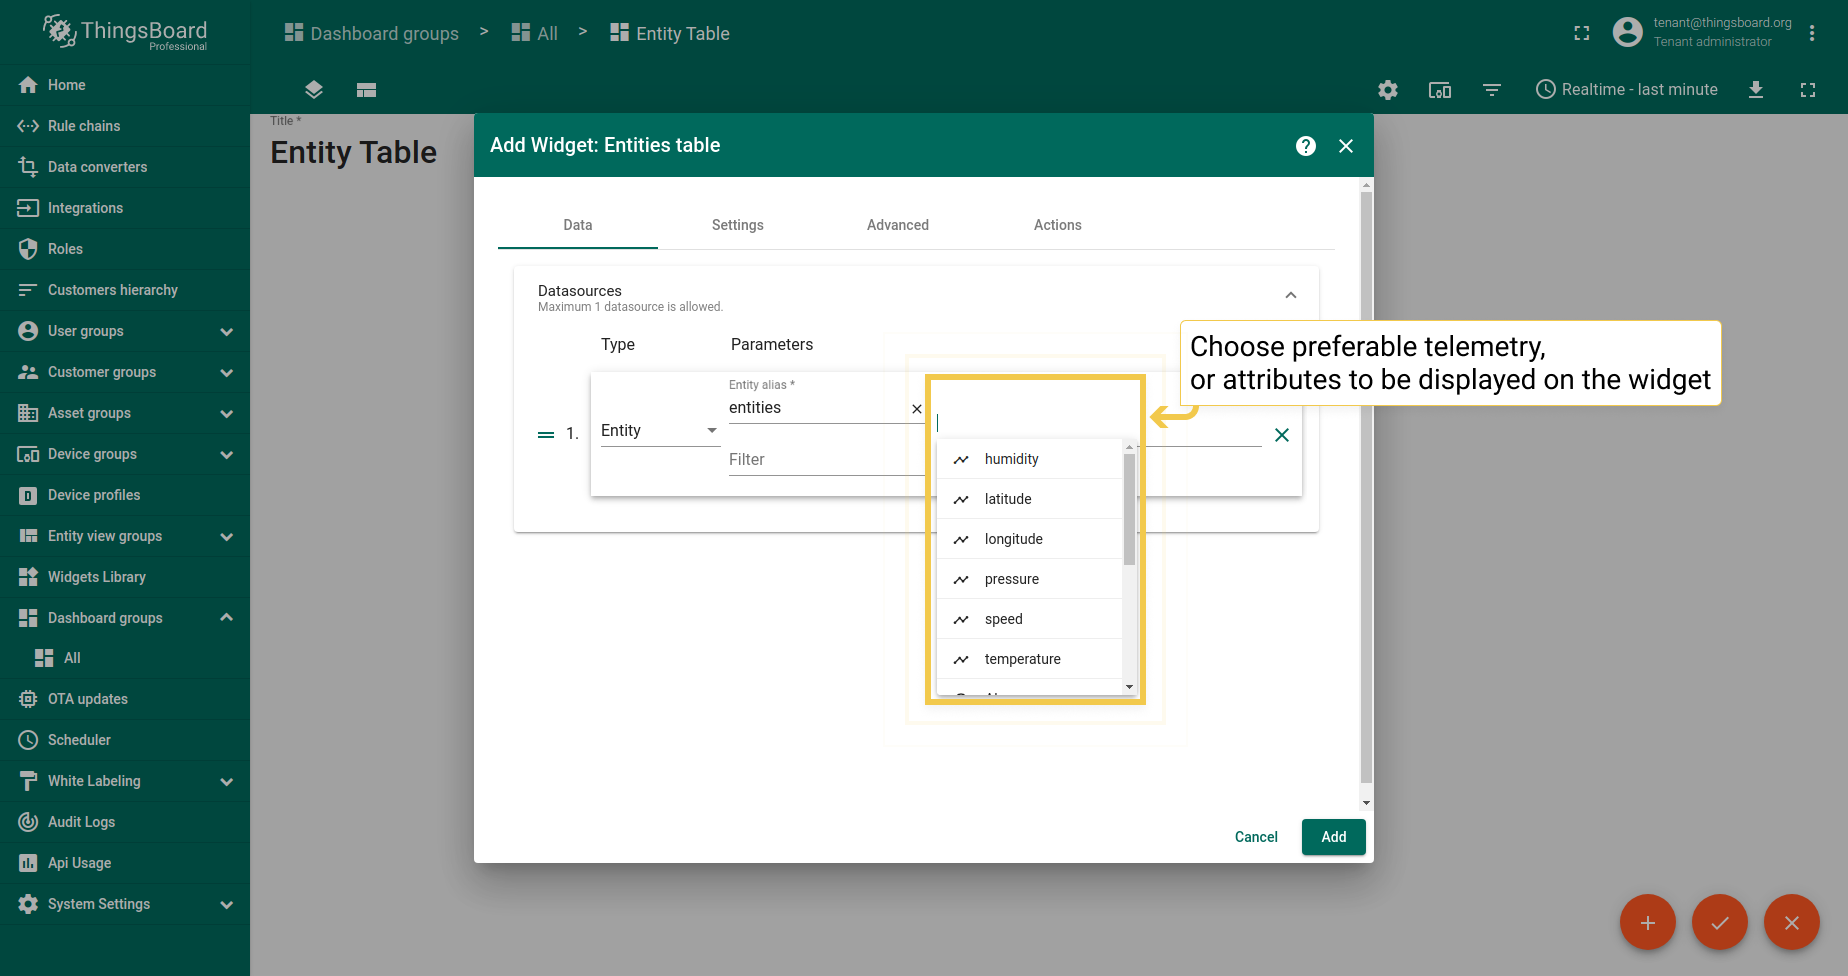 ThingsBoard
Professional
Dashboard groups > All > Entity Table
tenant@thingsboard.org
Tenant administrator
Realtime - last minute
Home
Rule chains
Data converters
Integrations
Roles
Customers hierarchy
User groups
Customer groups
Asset groups
Device groups
Device profiles
Entity view groups
Widgets Library
Dashboard groups
All
OTA updates
Scheduler
White Labeling
Audit Logs
Api Usage
System Settings
Title *
Entity Table
Add Widget: Entities table
Data Settings Advanced Actions
Datasources
Maximum 1 datasource is allowed.
Type Parameters
1.
Entity
Entity alias *
entities
Filter
humidity
latitude
longitude
pressure
speed
temperature
Choose preferable telemetry,
or attributes to be displayed on the widget
Cancel Add